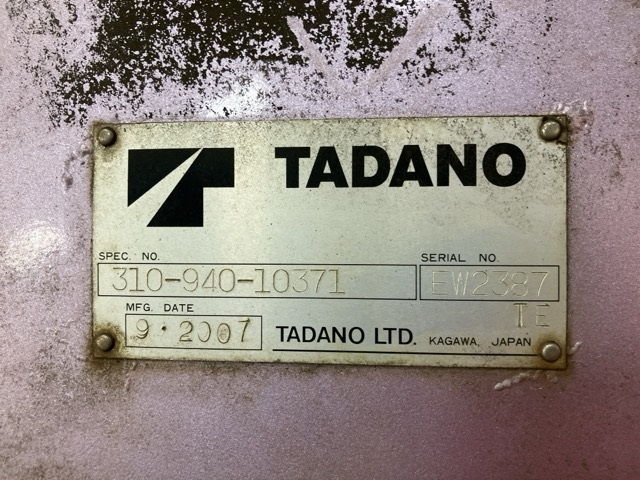 TADANO
SPEC. NO. SERIAL NO.
310-940-10371 EW2387
MFG. DATE TE
9·2007 TADANO LTD. KAGAWA, JAPAN